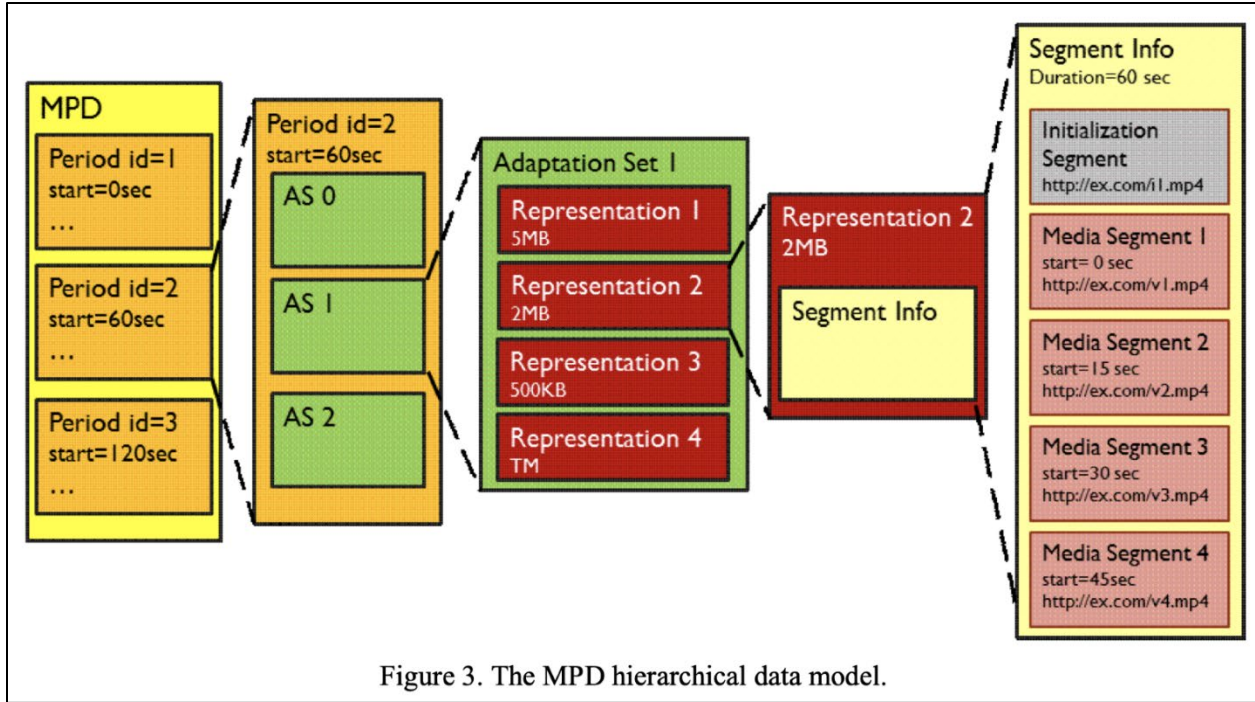 MPD
Period id=1
start=0sec
...
Period id=2
start=60sec
...
Period id=3
start=120sec
...
Period id=2
start=60sec
AS 0
AS 1
AS 2
Adaptation Set 1
Representation 1
5MB
Representation 2
2MB
Representation 3
500KB
Representation 4
TM
Representation 2
2MB
Segment Info
Segment Info
Duration=60 sec
Initialization
Segment
http://ex.com/i1.mp4
Media Segment 1
start= 0 sec
http://ex.com/v1.mp4
Media Segment 2
start=15 sec
http://ex.com/v2.mp4
Media Segment 3
start=30 sec
http://ex.com/v3.mp4
Media Segment 4
start=45sec
http://ex.com/v4.mp4
Figure 3. The MPD hierarchical data model.